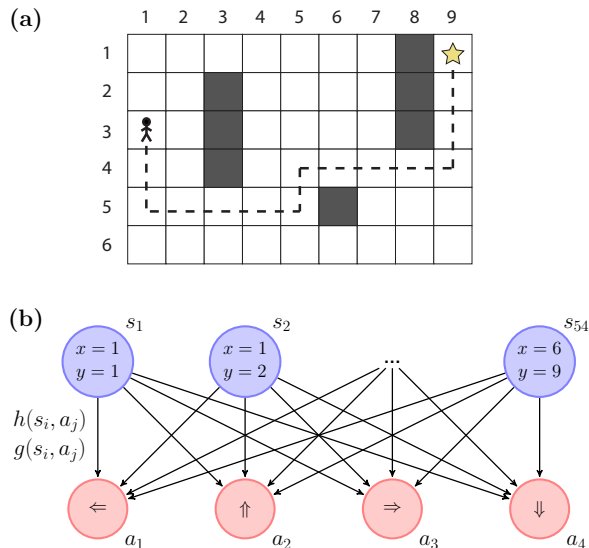 (a)
1 2 3 4 5 6 7 8 9
1
2
3
4
5
6
(b)
s₁ s₂ ... s₅₄
x = 1 x = 1 x = 6
y = 1 y = 2 y = 9
h(sᵢ, aⱼ)
g(sᵢ, aⱼ)
⇐ ⇑ ⇒ ⇓
a₁ a₂ a₃ a₄